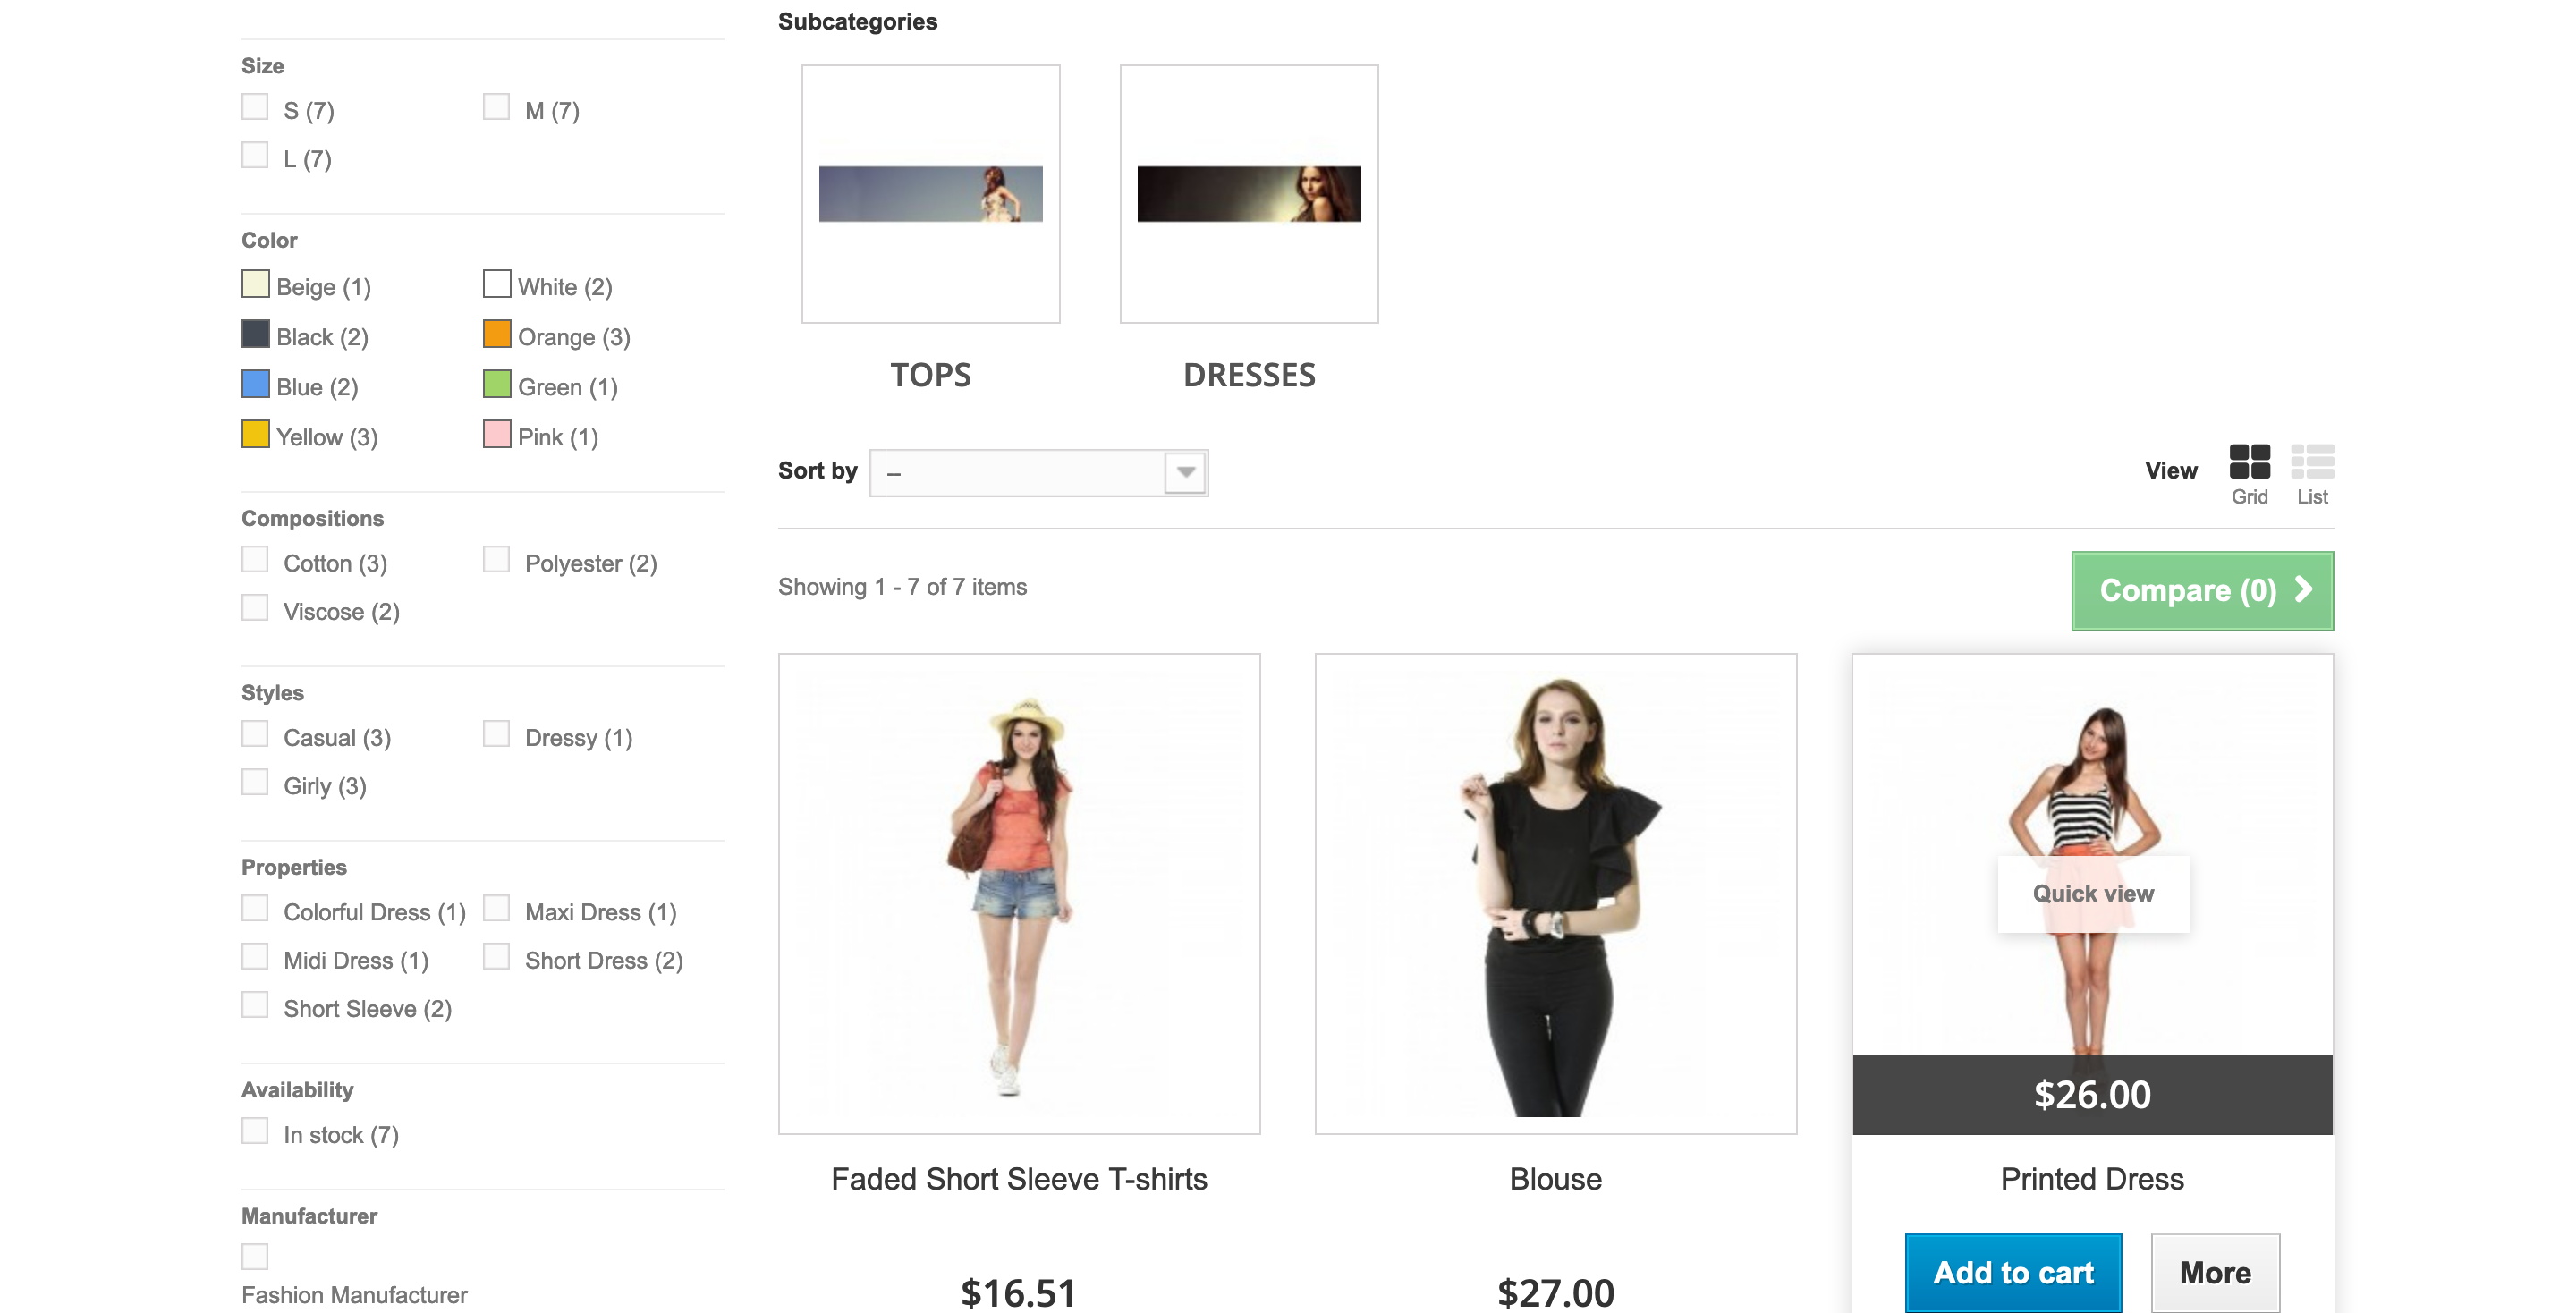 Size
S (7)
M (7)
L (7)
Color
Beige (1)
White (2)
Black (2)
Orange (3)
Blue (2)
Green (1)
Yellow (3)
Pink (1)
Compositions
Cotton (3)
Polyester (2)
Viscose (2)
Styles
Casual (3)
Dressy (1)
Girly (3)
Properties
Colorful Dress (1)
Maxi Dress (1)
Midi Dress (1)
Short Dress (2)
Short Sleeve (2)
Availability
In stock (7)
Manufacturer
Fashion Manufacturer
Subcategories
TOPS
DRESSES
Sort by
--
View
Grid
List
Showing 1 - 7 of 7 items
Compare (0)
Faded Short Sleeve T-shirts
$16.51
Blouse
$27.00
Quick view
$26.00
Printed Dress
Add to cart
More